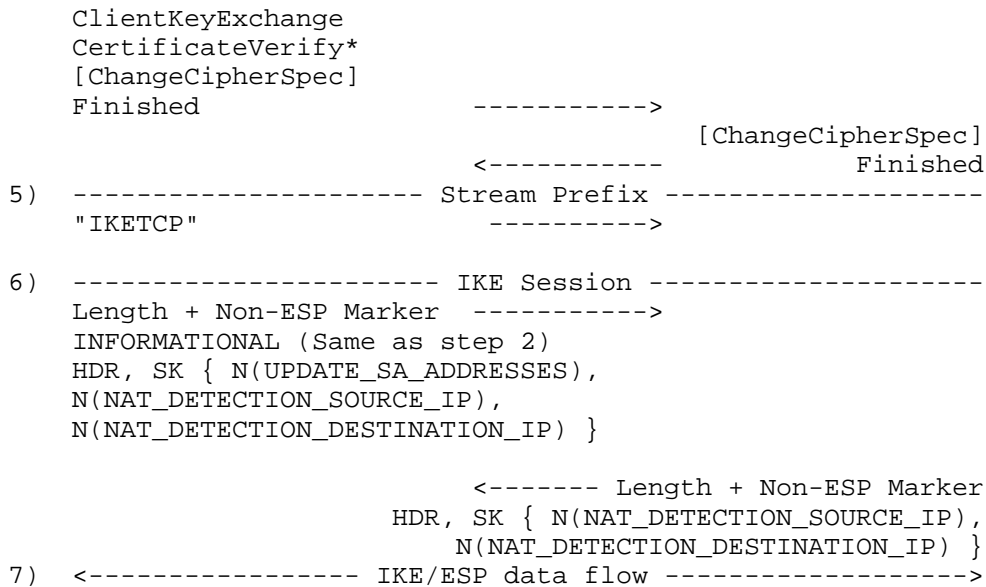 ClientKeyExchange
CertificateVerify*
[ChangeCipherSpec]
Finished ----------->
[ChangeCipherSpec]
<----------- Finished
5) ---------------------- Stream Prefix --------------------
"IKETCP" ---------->
6) ----------------------- IKE Session ---------------------
Length + Non-ESP Marker ----------->
INFORMATIONAL (Same as step 2)
HDR, SK { N(UPDATE_SA_ADDRESSES),
N(NAT_DETECTION_SOURCE_IP),
N(NAT_DETECTION_DESTINATION_IP) }
<------- Length + Non-ESP Marker
HDR, SK { N(NAT_DETECTION_SOURCE_IP),
N(NAT_DETECTION_DESTINATION_IP) }
7) <----------------- IKE/ESP data flow ------------------->